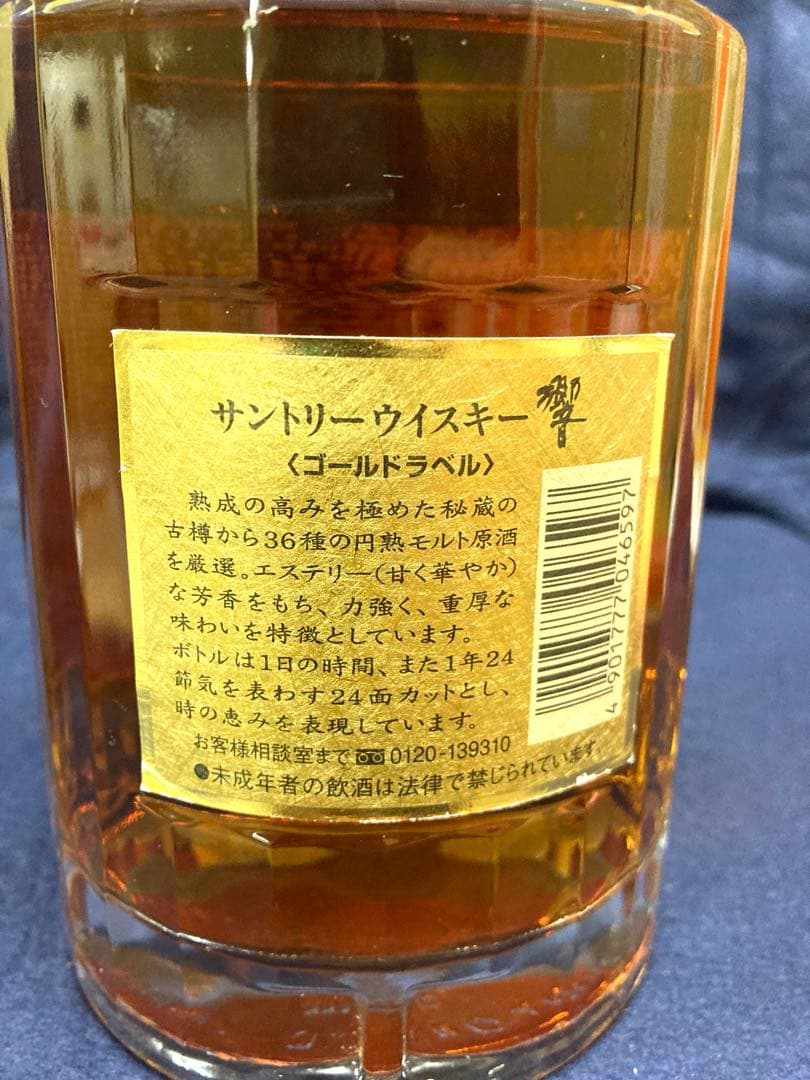 サントリーウイスキー響
〈ゴールドラベル〉
熟成の高みを極めた秘蔵の
古樽から36種の円熟モルト原酒
を厳選。エステリー(甘く華やか)
な芳香をもち、力強く、重厚な
味わいを特徴としています。
ボトルは1日の時間、また1年24
節気を表わす24面カットとし、
時の恵みを表現しています。
お客様相談室まで 0120-139310
●未成年者の飲酒は法律で禁じられています。
4 901777 046597